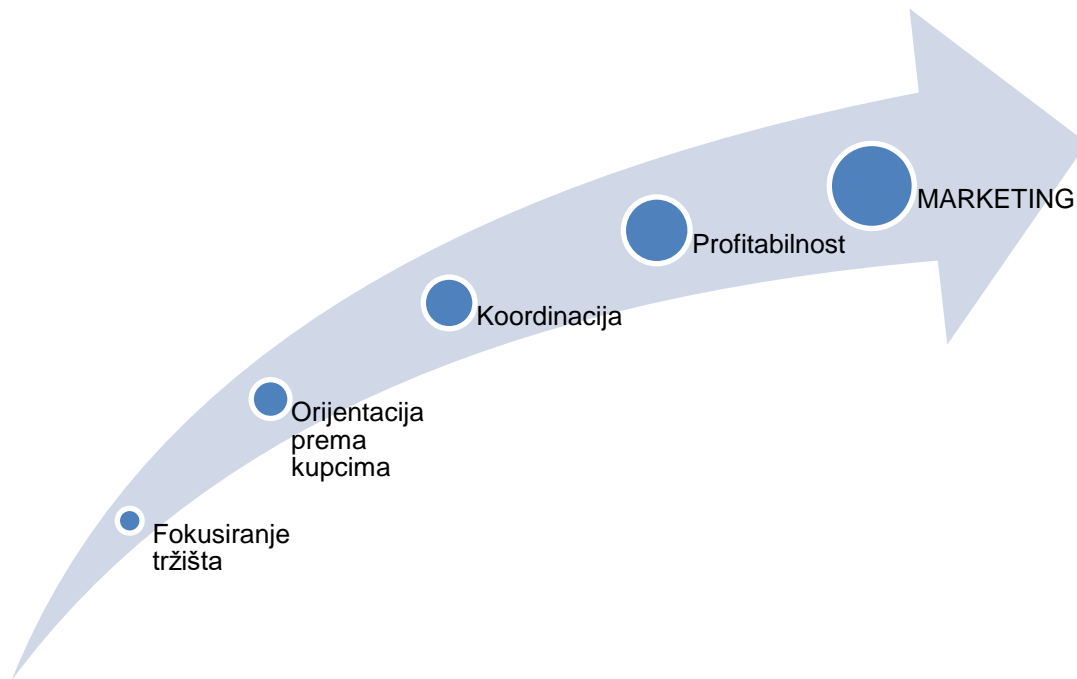 MARKETING
Profitabilnost
Koordinacija
Orijentacija
prema
kupcima
Fokusiranje
tržišta